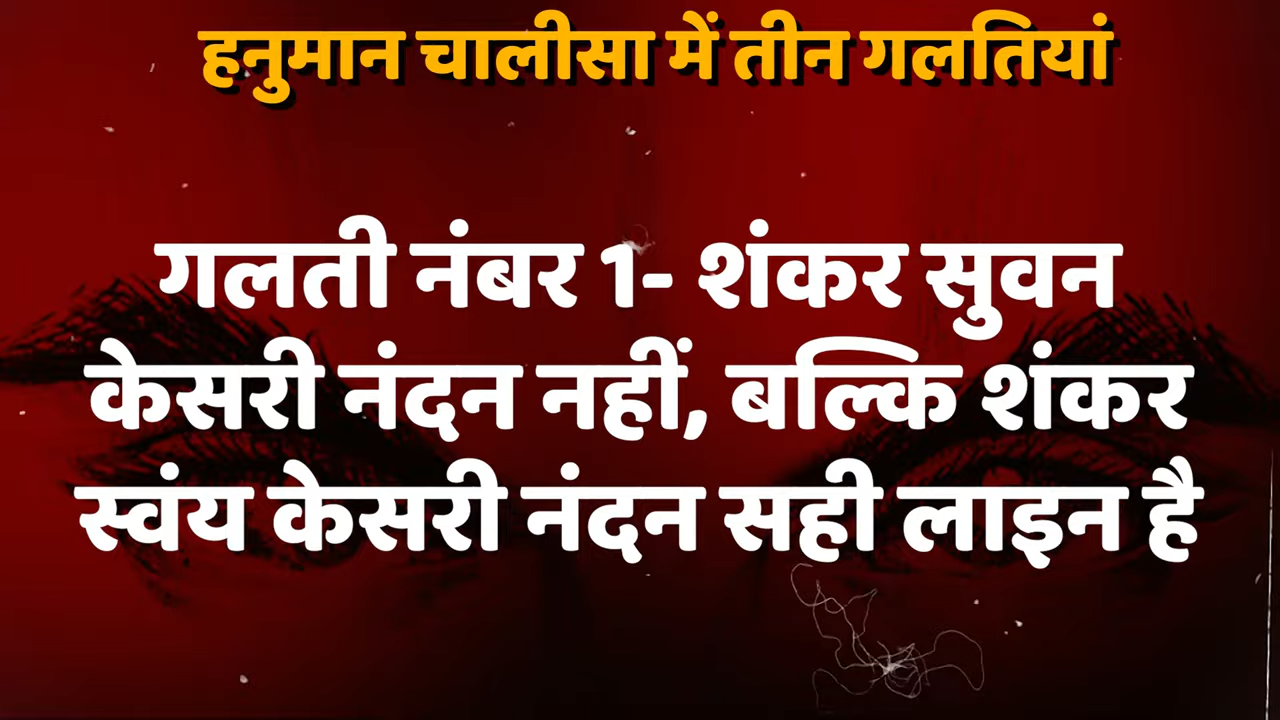 हनुमान चालीसा में तीन गलतियां
गलती नंबर 1- शंकर सुवन
केसरी नंदन नहीं, बल्कि शंकर
स्वंय केसरी नंदन सही लाइन है